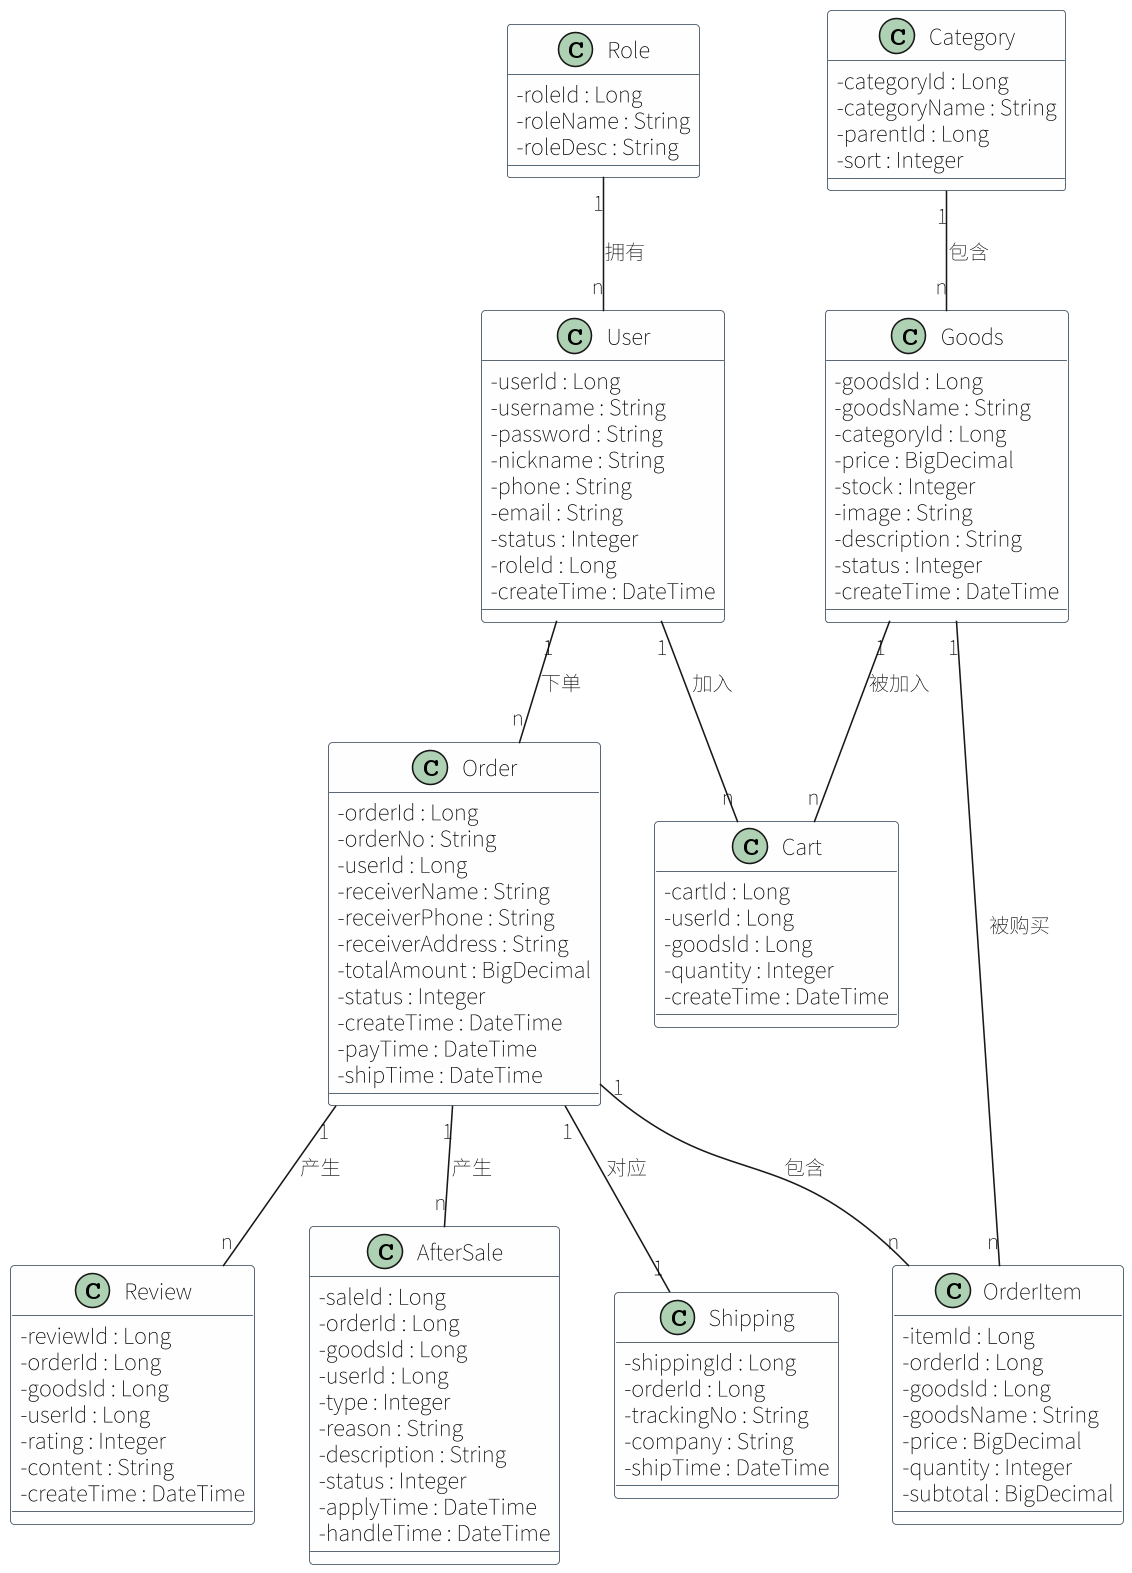 C Role
-roleId : Long
-roleName : String
-roleDesc : String
C Category
-categoryId : Long
-categoryName : String
-parentId : Long
-sort : Integer
1
拥有
n
1
包含
n
C User
-userId : Long
-username : String
-password : String
-nickname : String
-phone : String
-email : String
-status : Integer
-roleId : Long
-createTime : DateTime
C Goods
-goodsId : Long
-goodsName : String
-categoryId : Long
-price : BigDecimal
-stock : Integer
-image : String
-description : String
-status : Integer
-createTime : DateTime
1
下单
n
1
加入
n
1
被加入
n
1
被购买
n
C Order
-orderId : Long
-orderNo : String
-userId : Long
-receiverName : String
-receiverPhone : String
-receiverAddress : String
-totalAmount : BigDecimal
-status : Integer
-createTime : DateTime
-payTime : DateTime
-shipTime : DateTime
C Cart
-cartId : Long
-userId : Long
-goodsId : Long
-quantity : Integer
-createTime : DateTime
1
产生
n
1
产生
n
1
对应
1
1
包含
n
C Review
-reviewId : Long
-orderId : Long
-goodsId : Long
-userId : Long
-rating : Integer
-content : String
-createTime : DateTime
C AfterSale
-saleId : Long
-orderId : Long
-goodsId : Long
-userId : Long
-type : Integer
-reason : String
-description : String
-status : Integer
-applyTime : DateTime
-handleTime : DateTime
C Shipping
-shippingId : Long
-orderId : Long
-trackingNo : String
-company : String
-shipTime : DateTime
C OrderItem
-itemId : Long
-orderId : Long
-goodsId : Long
-goodsName : String
-price : BigDecimal
-quantity : Integer
-subtotal : BigDecimal